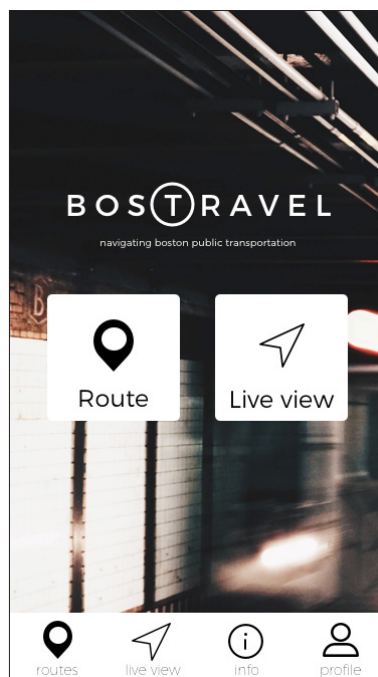 BOSTRAVEL
navigating boston public transportation
B
Route
Live view
routes
live view
info
profile